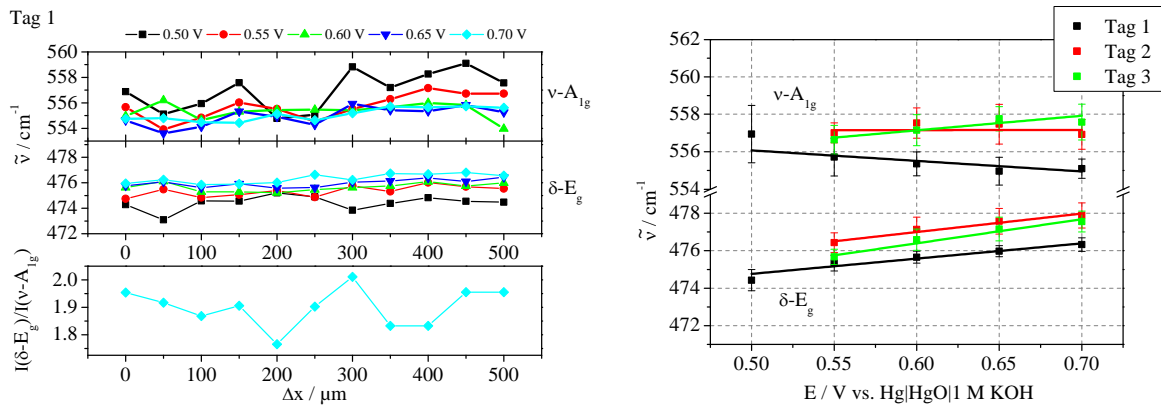 Tag 1
0.50 V 0.55 V 0.60 V 0.65 V 0.70 V
560
558
556
554
ν-A1g
ν̃ / cm-1
478
476
474
472
δ-Eg
2.0
1.9
1.8
I(δ-Eg)/I(ν-A1g)
0 100 200 300 400 500
Δx / µm
Tag 1
Tag 2
Tag 3
562
560
558
556
554
ν-A1g
ν̃ / cm-1
478
476
474
472
δ-Eg
0.50 0.55 0.60 0.65 0.70
E / V vs. Hg|HgO|1 M KOH